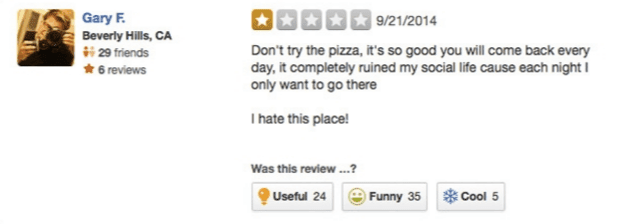 Gary F.
Beverly Hills, CA
29 friends
6 reviews
9/21/2014
Don't try the pizza, it's so good you will come back every
day, it completely ruined my social life cause each night I
only want to go there
I hate this place!
Was this review ...?
Useful 24
Funny 35
Cool 5